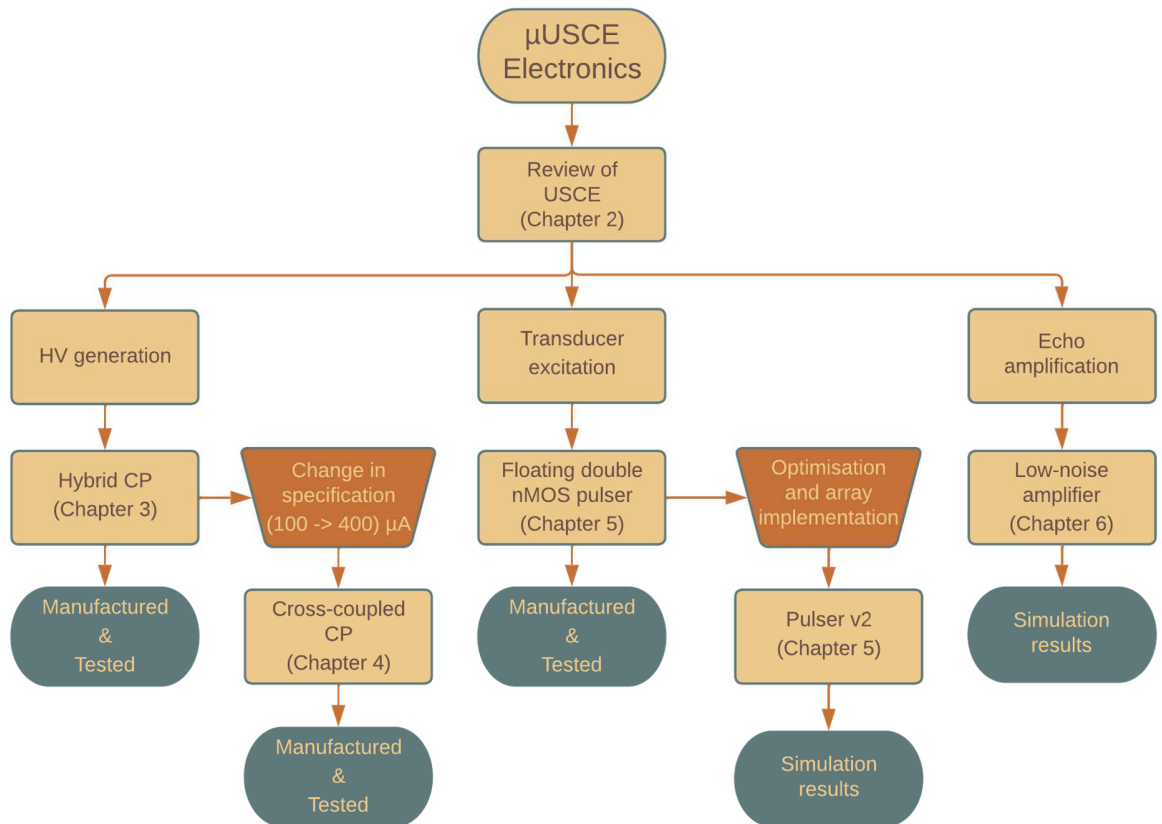 µUSCE
Electronics
Review of
USCE
(Chapter 2)
HV generation
Transducer
excitation
Echo
amplification
Hybrid CP
(Chapter 3)
Change in
specification
(100 -> 400) µA
Floating double
nMOS pulser
(Chapter 5)
Optimisation
and array
implementation
Low-noise
amplifier
(Chapter 6)
Manufactured
&
Tested
Cross-coupled
CP
(Chapter 4)
Manufactured
&
Tested
Pulser v2
(Chapter 5)
Simulation
results
Manufactured
&
Tested
Simulation
results